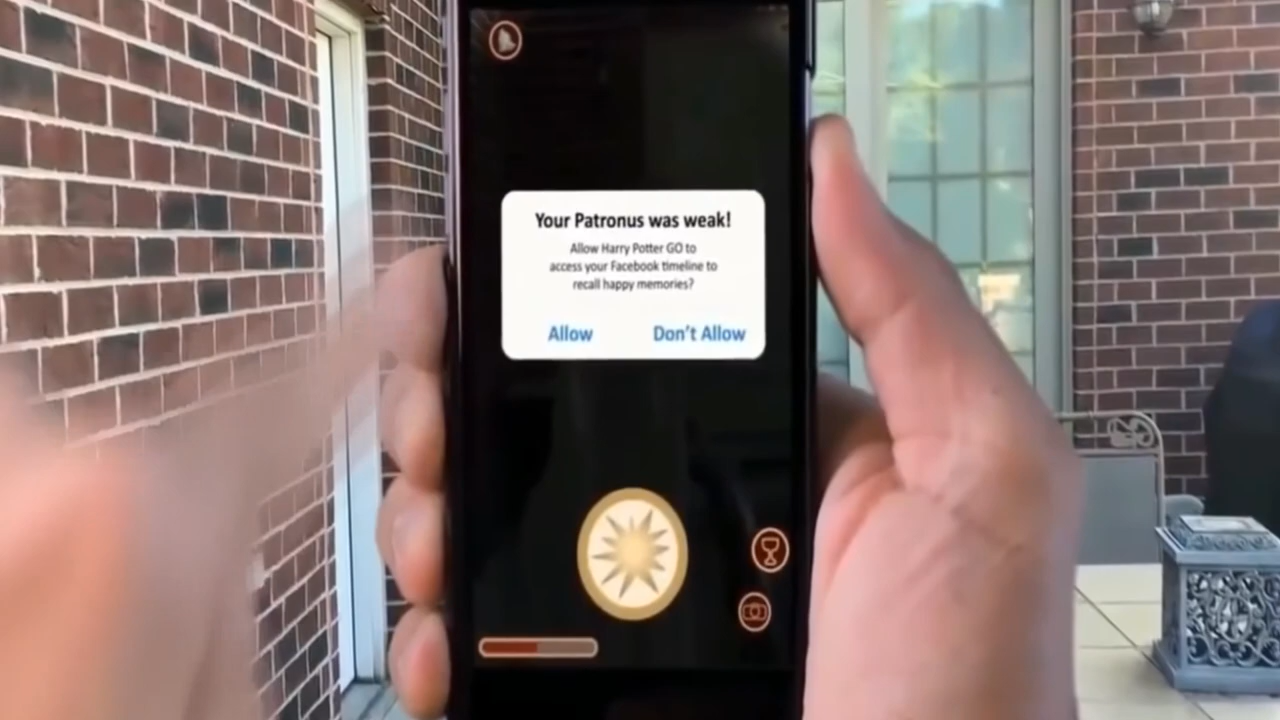 Your Patronus was weak!
Allow Harry Potter GO to
access your Facebook timeline to
recall happy memories?
Allow
Don't Allow